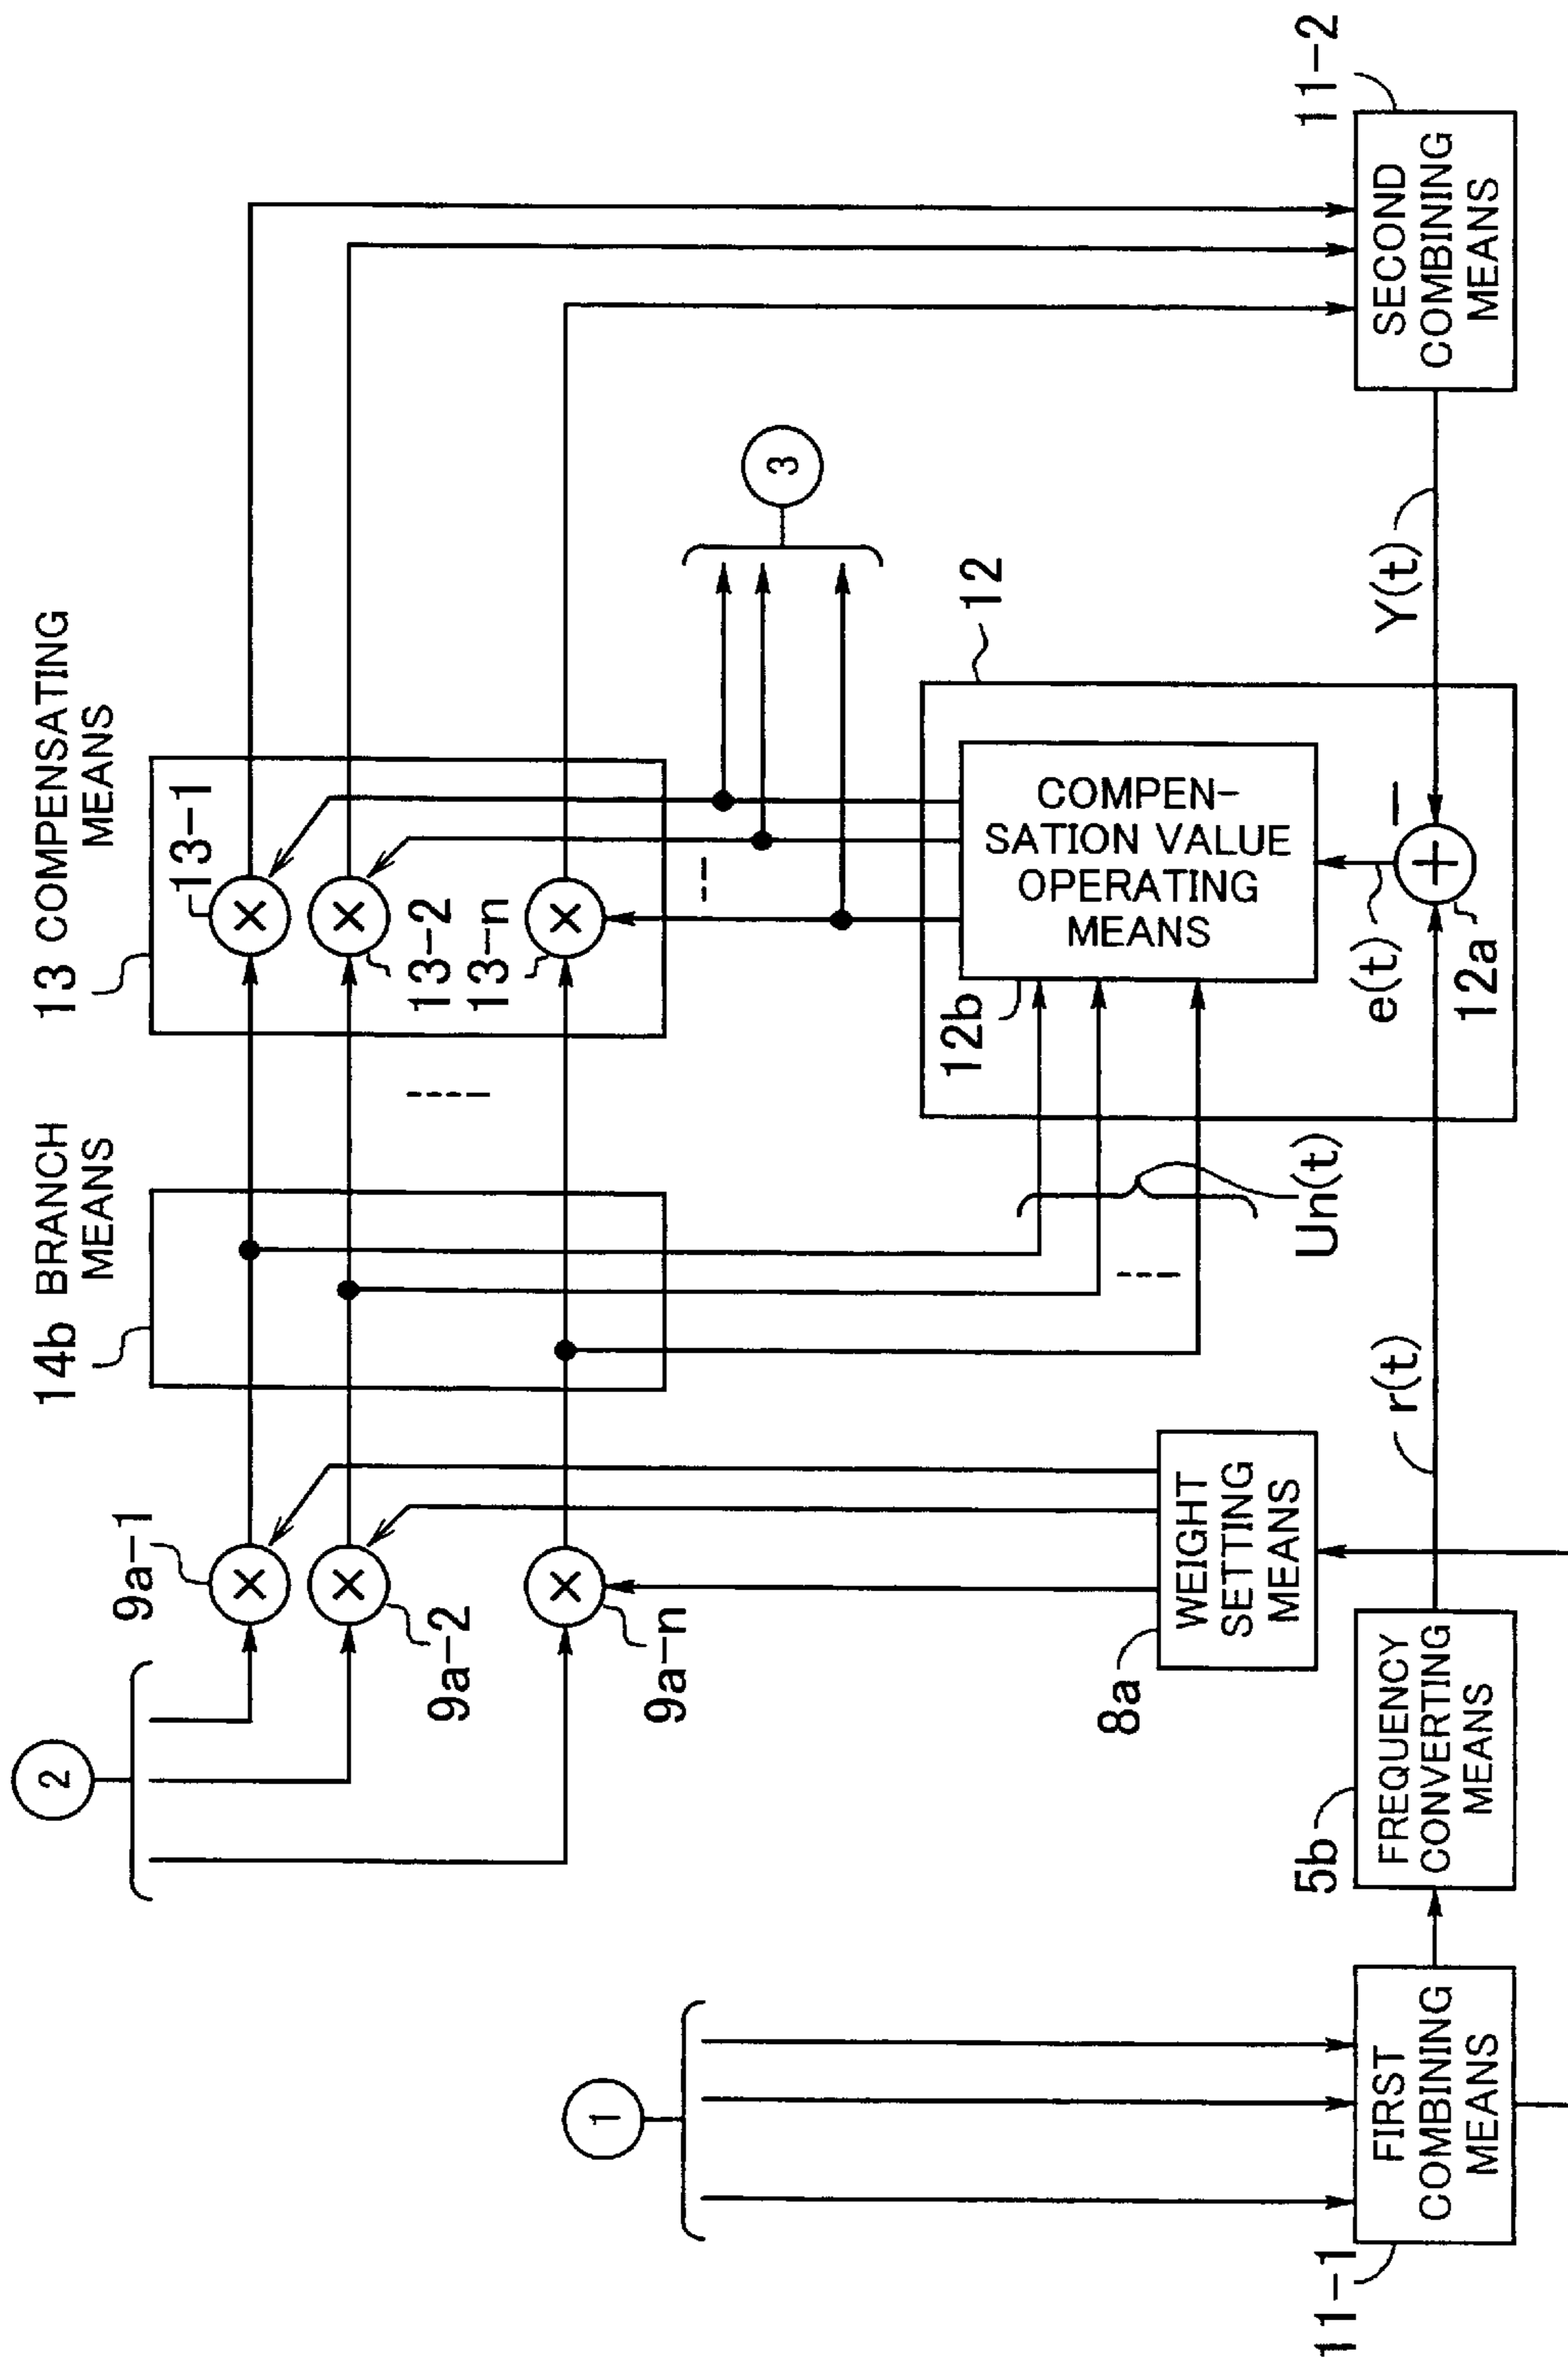 13 COMPENSATING
MEANS
14b BRANCH
MEANS
2
9a-1
9a-2
9a-n
13-1
13-2
13-n
1
3
8a
WEIGHT
SETTING
MEANS
Un(t)
12
12b
COMPEN-
SATION VALUE
OPERATING
MEANS
e(t)
12a
+
−
11-1
FIRST
COMBINING
MEANS
5b
FREQUENCY
CONVERTING
MEANS
r(t)
Y(t)
11-2
SECOND
COMBINING
MEANS